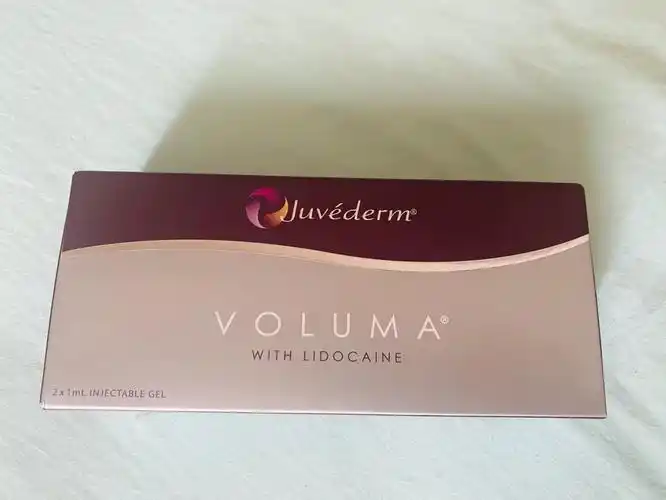 Juvéderm®
VOLUMA®
WITH LIDOCAINE
2 x 1mL INJECTABLE GEL